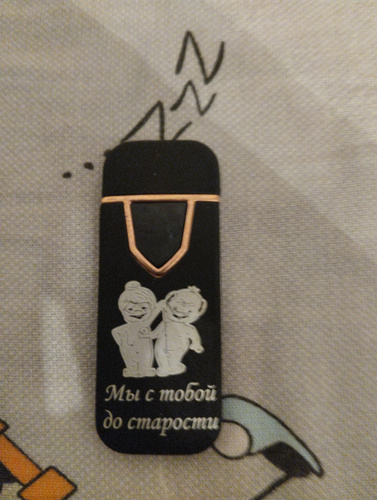 Мы с тобой
до старости